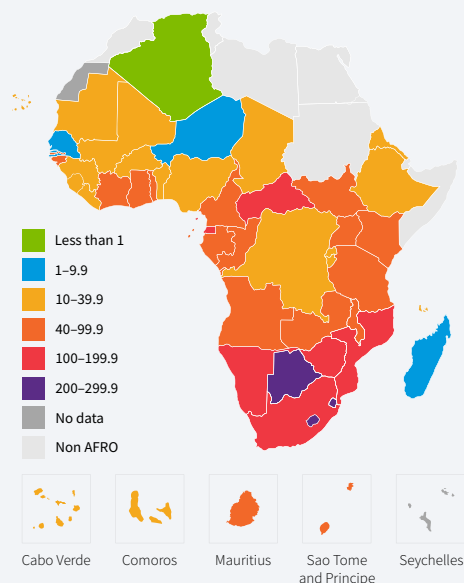 Less than 1
1–9.9
10–39.9
40–99.9
100–199.9
200–299.9
No data
Non AFRO
Cabo Verde
Comoros
Mauritius
Sao Tome
and Principe
Seychelles